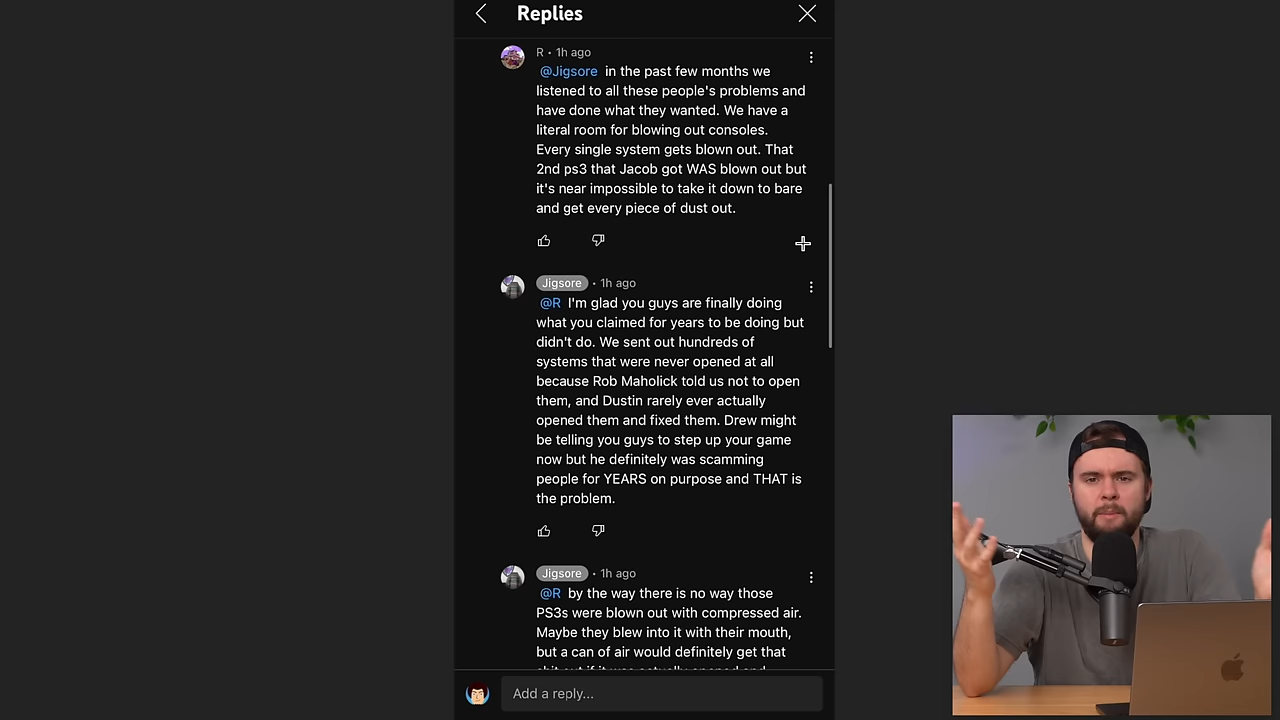 Replies
R • 1h ago
@Jigsore in the past few months we
listened to all these people's problems and
have done what they wanted. We have a
literal room for blowing out consoles.
Every single system gets blown out. That
2nd ps3 that Jacob got WAS blown out but
it's near impossible to take it down to bare
and get every piece of dust out.
Jigsore • 1h ago
@R I'm glad you guys are finally doing
what you claimed for years to be doing but
didn't do. We sent out hundreds of
systems that were never opened at all
because Rob Maholick told us not to open
them, and Dustin rarely ever actually
opened them and fixed them. Drew might
be telling you guys to step up your game
now but he definitely was scamming
people for YEARS on purpose and THAT is
the problem.
Jigsore • 1h ago
@R by the way there is no way those
PS3s were blown out with compressed air.
Maybe they blew into it with their mouth,
but a can of air would definitely get that
Add a reply...